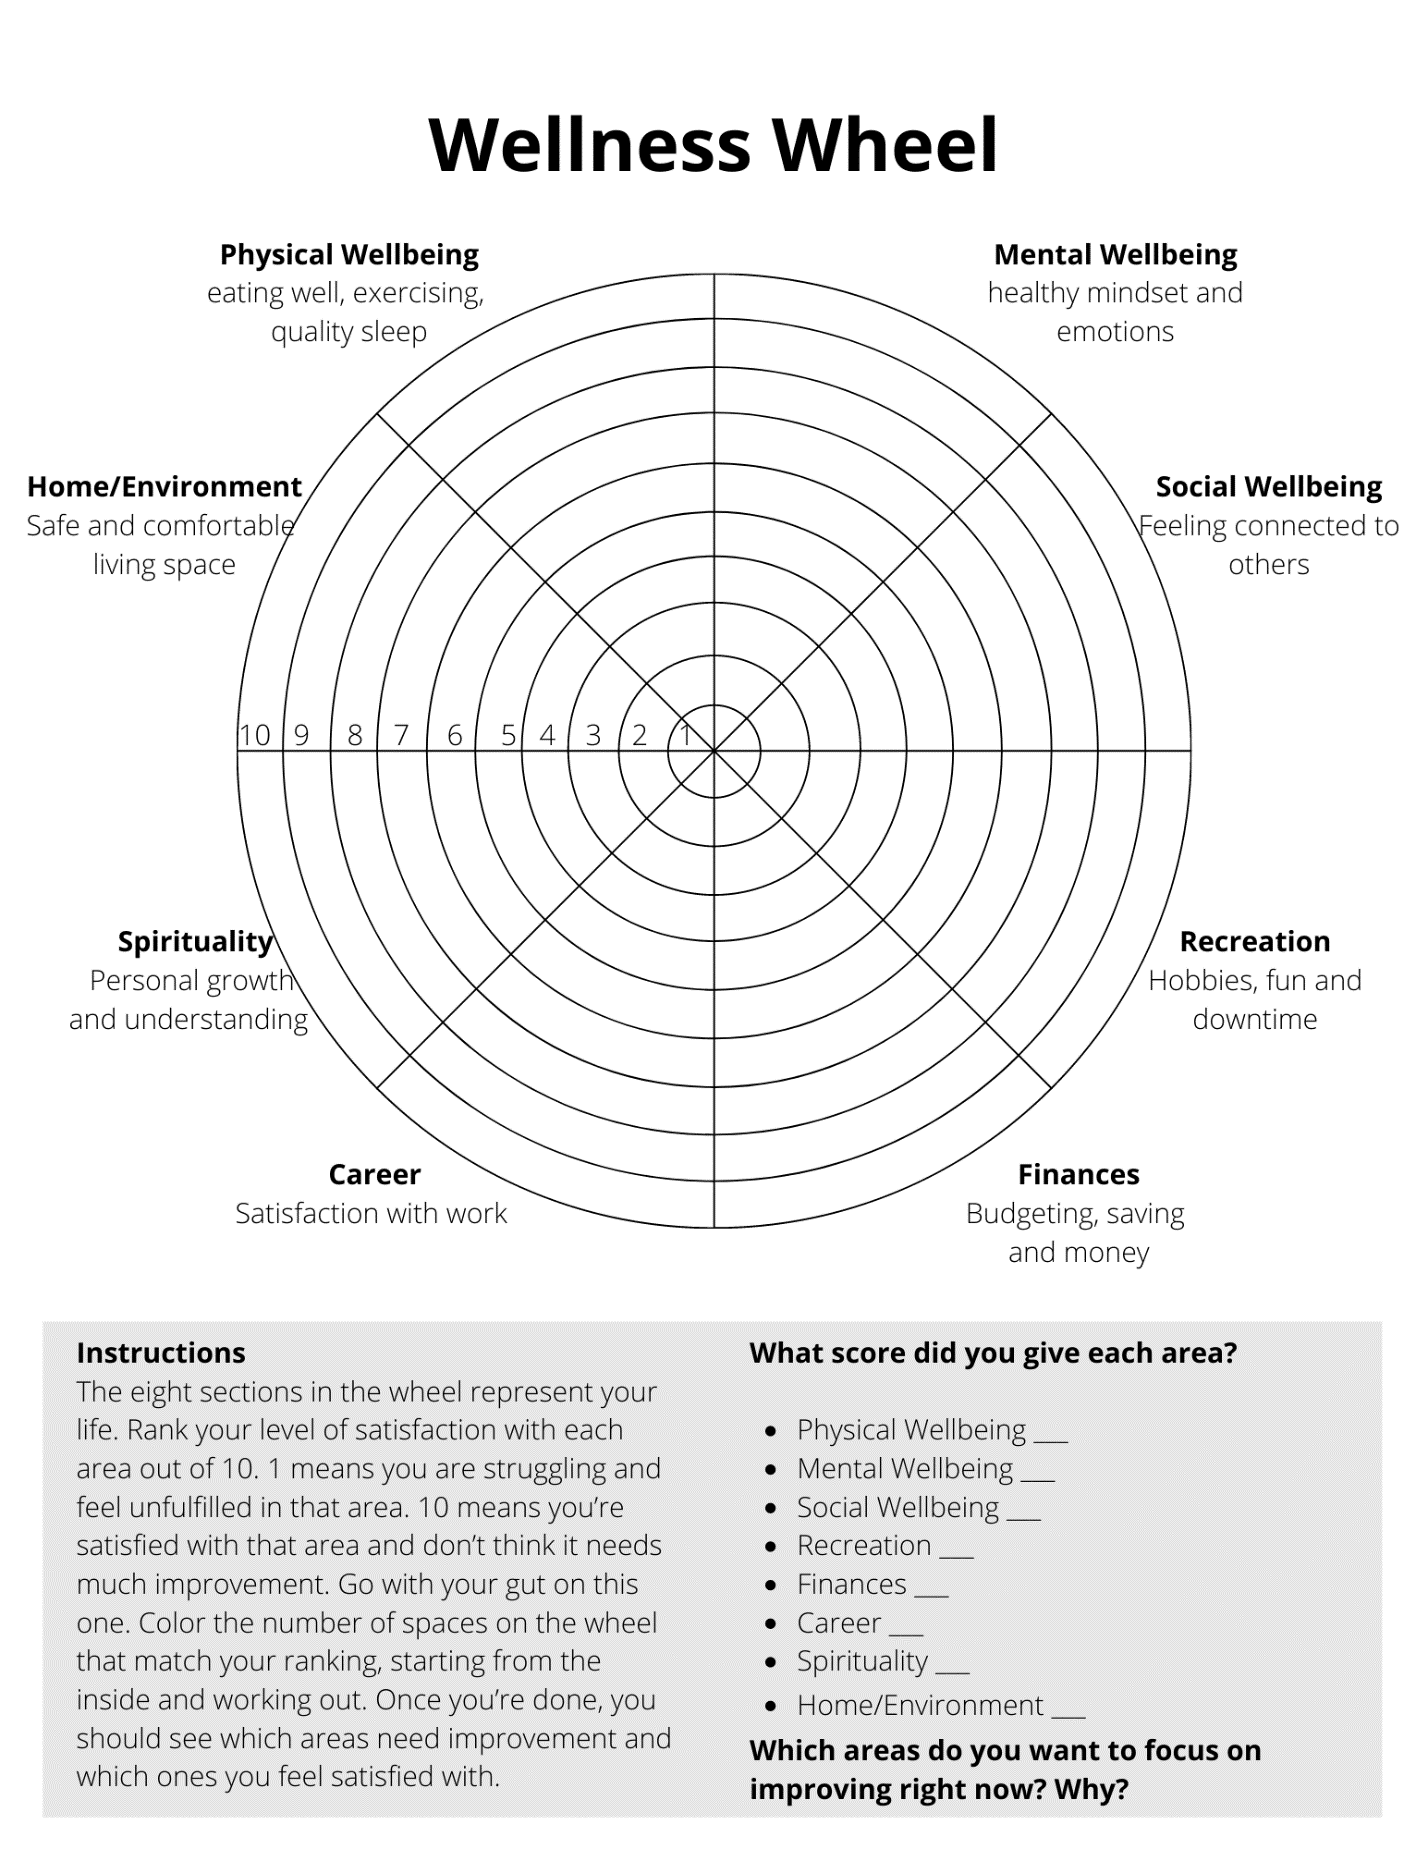 Wellness Wheel
Physical Wellbeing
eating well, exercising,
quality sleep
Mental Wellbeing
healthy mindset and
emotions
Home/Environment
Safe and comfortable
living space
Social Wellbeing
Feeling connected to
others
10 9 8 7 6 5 4 3 2 1
Spirituality
Personal growth
and understanding
Recreation
Hobbies, fun and
downtime
Career
Satisfaction with work
Finances
Budgeting, saving
and money
Instructions
The eight sections in the wheel represent your
life. Rank your level of satisfaction with each
area out of 10. 1 means you are struggling and
feel unfulfilled in that area. 10 means you’re
satisfied with that area and don’t think it needs
much improvement. Go with your gut on this
one. Color the number of spaces on the wheel
that match your ranking, starting from the
inside and working out. Once you’re done, you
should see which areas need improvement and
which ones you feel satisfied with.
What score did you give each area?
• Physical Wellbeing ___
• Mental Wellbeing ___
• Social Wellbeing ___
• Recreation ___
• Finances ___
• Career ___
• Spirituality ___
• Home/Environment ___
Which areas do you want to focus on
improving right now? Why?